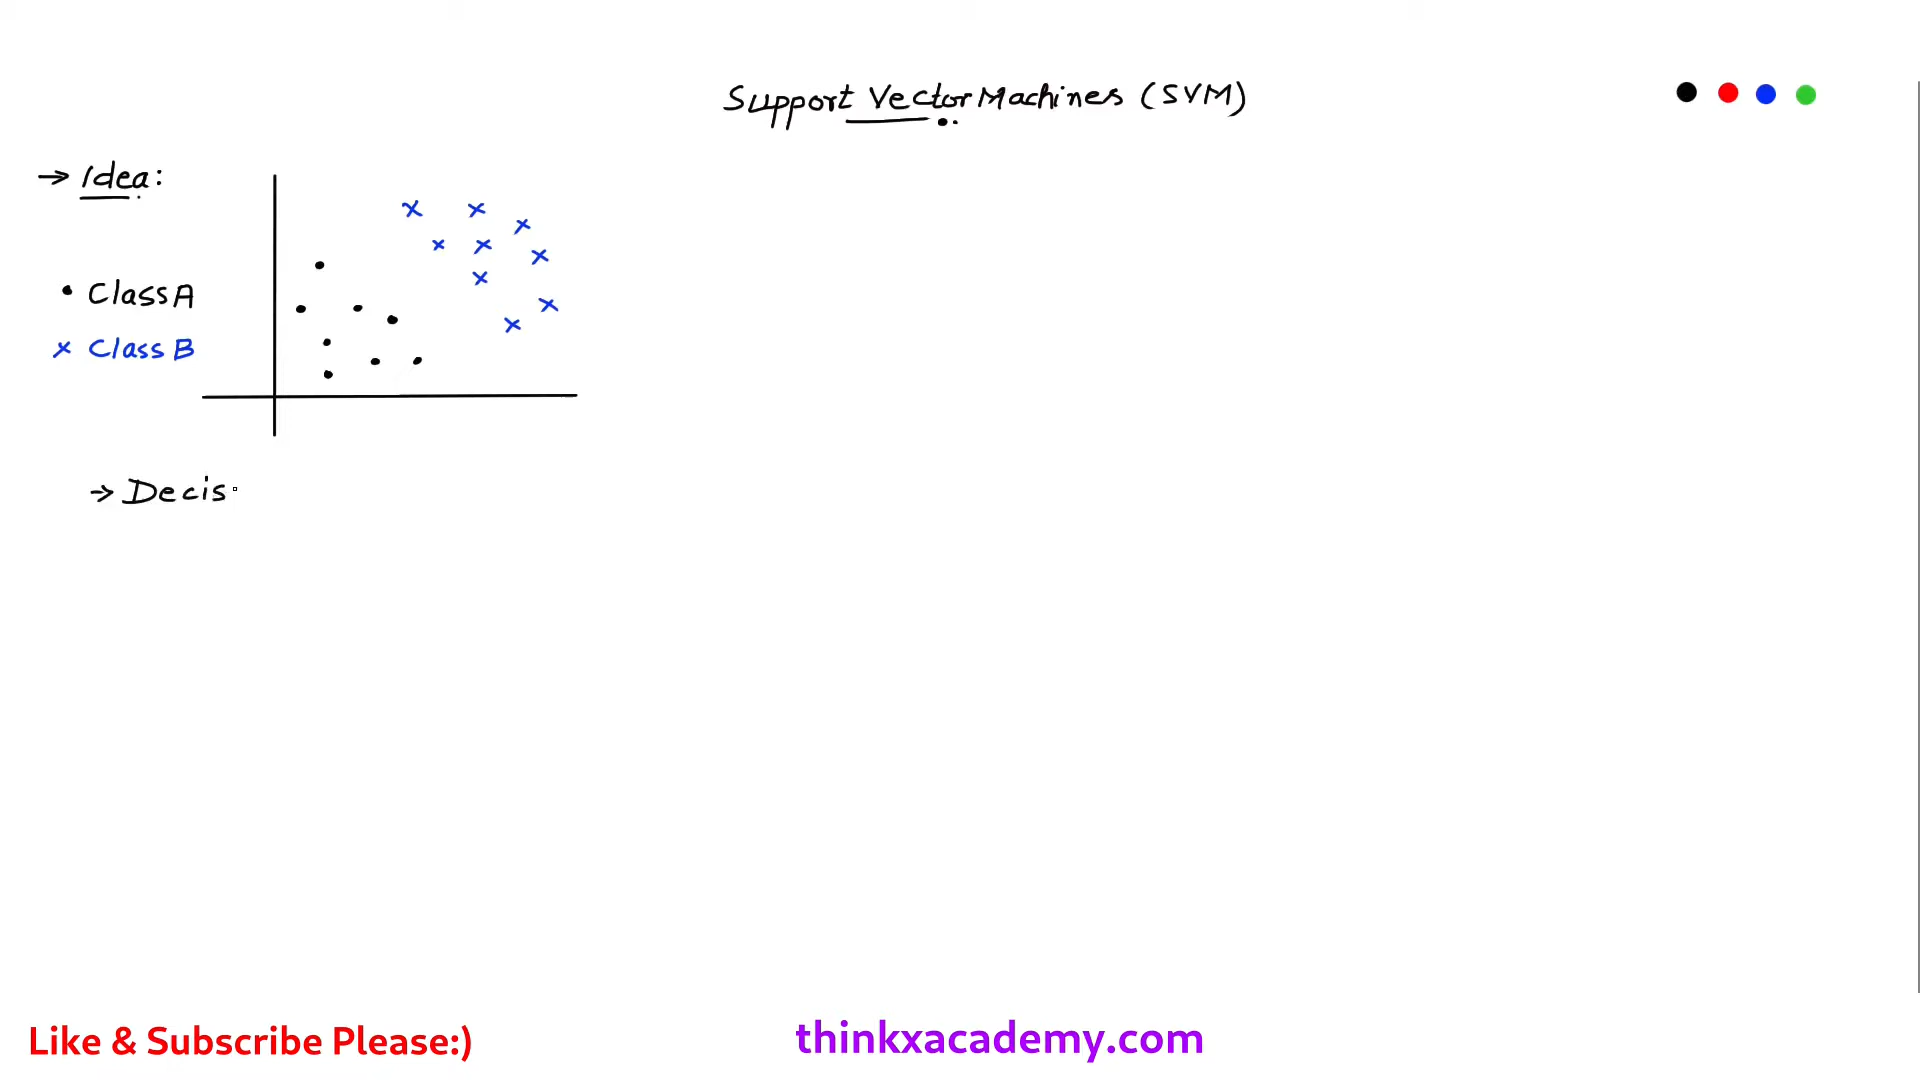 Support Vector Machines (SVM)
→ Idea:
• Class A
x Class B
→ Decis
Like & Subscribe Please:)
thinkxacademy.com